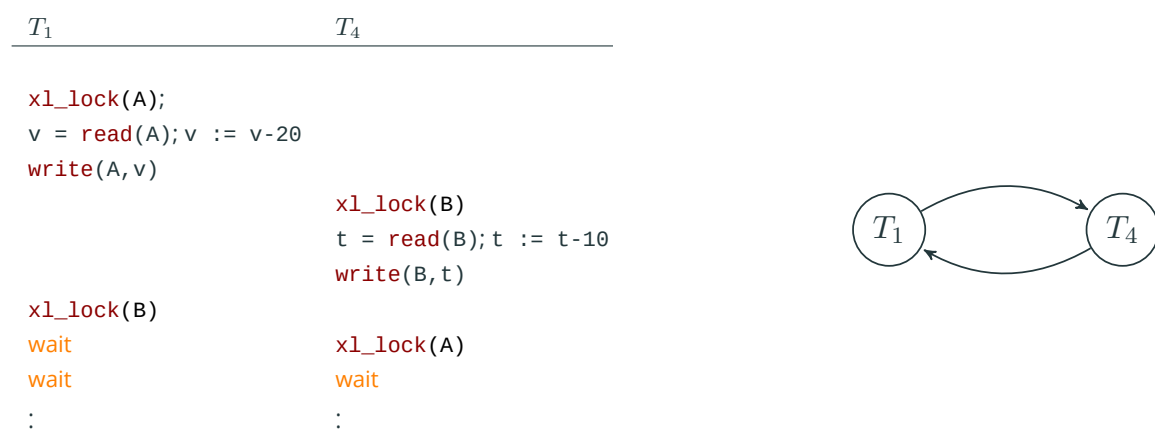 T1 T4
xl_lock(A);
v = read(A); v := v-20
write(A,v)
xl_lock(B)
t = read(B); t := t-10
write(B,t)
xl_lock(B)
wait xl_lock(A)
wait wait
: :
T1 T4